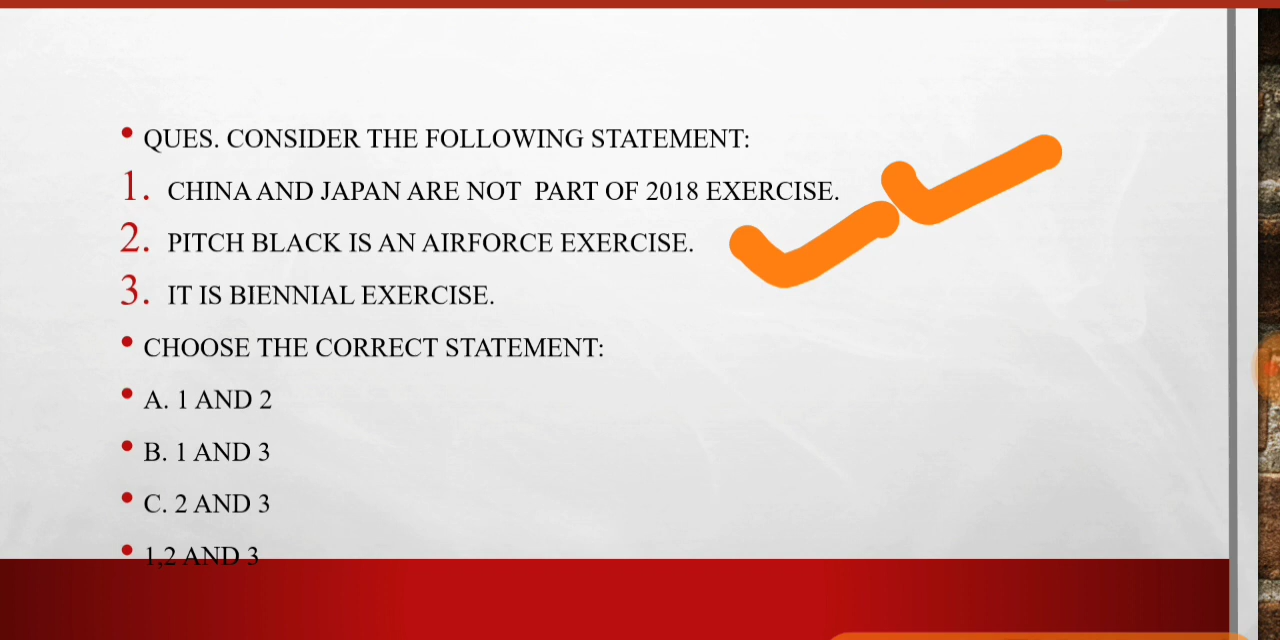 QUES. CONSIDER THE FOLLOWING STATEMENT:
1. CHINA AND JAPAN ARE NOT PART OF 2018 EXERCISE.
2. PITCH BLACK IS AN AIRFORCE EXERCISE.
3. IT IS BIENNIAL EXERCISE.
CHOOSE THE CORRECT STATEMENT:
A. 1 AND 2
B. 1 AND 3
C. 2 AND 3
1,2 AND 3